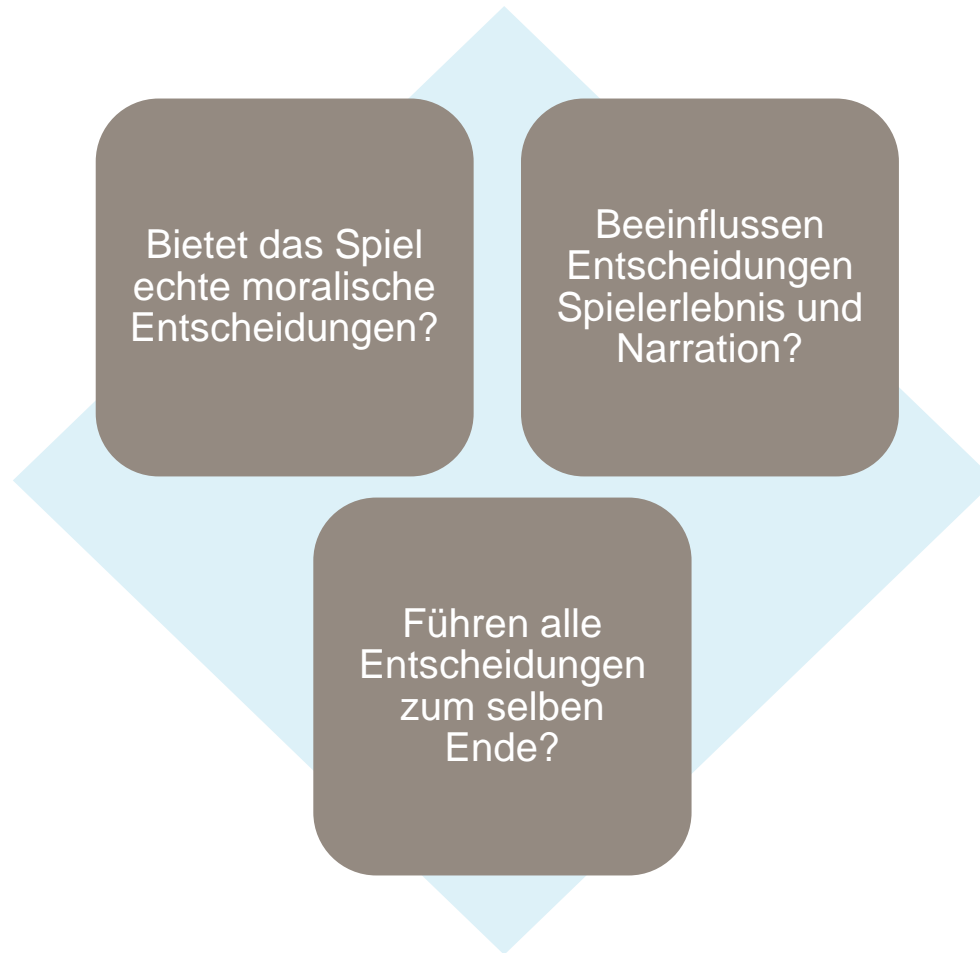 Bietet das Spiel
echte moralische
Entscheidungen?
Beeinflussen
Entscheidungen
Spielerlebnis und
Narration?
Führen alle
Entscheidungen
zum selben
Ende?